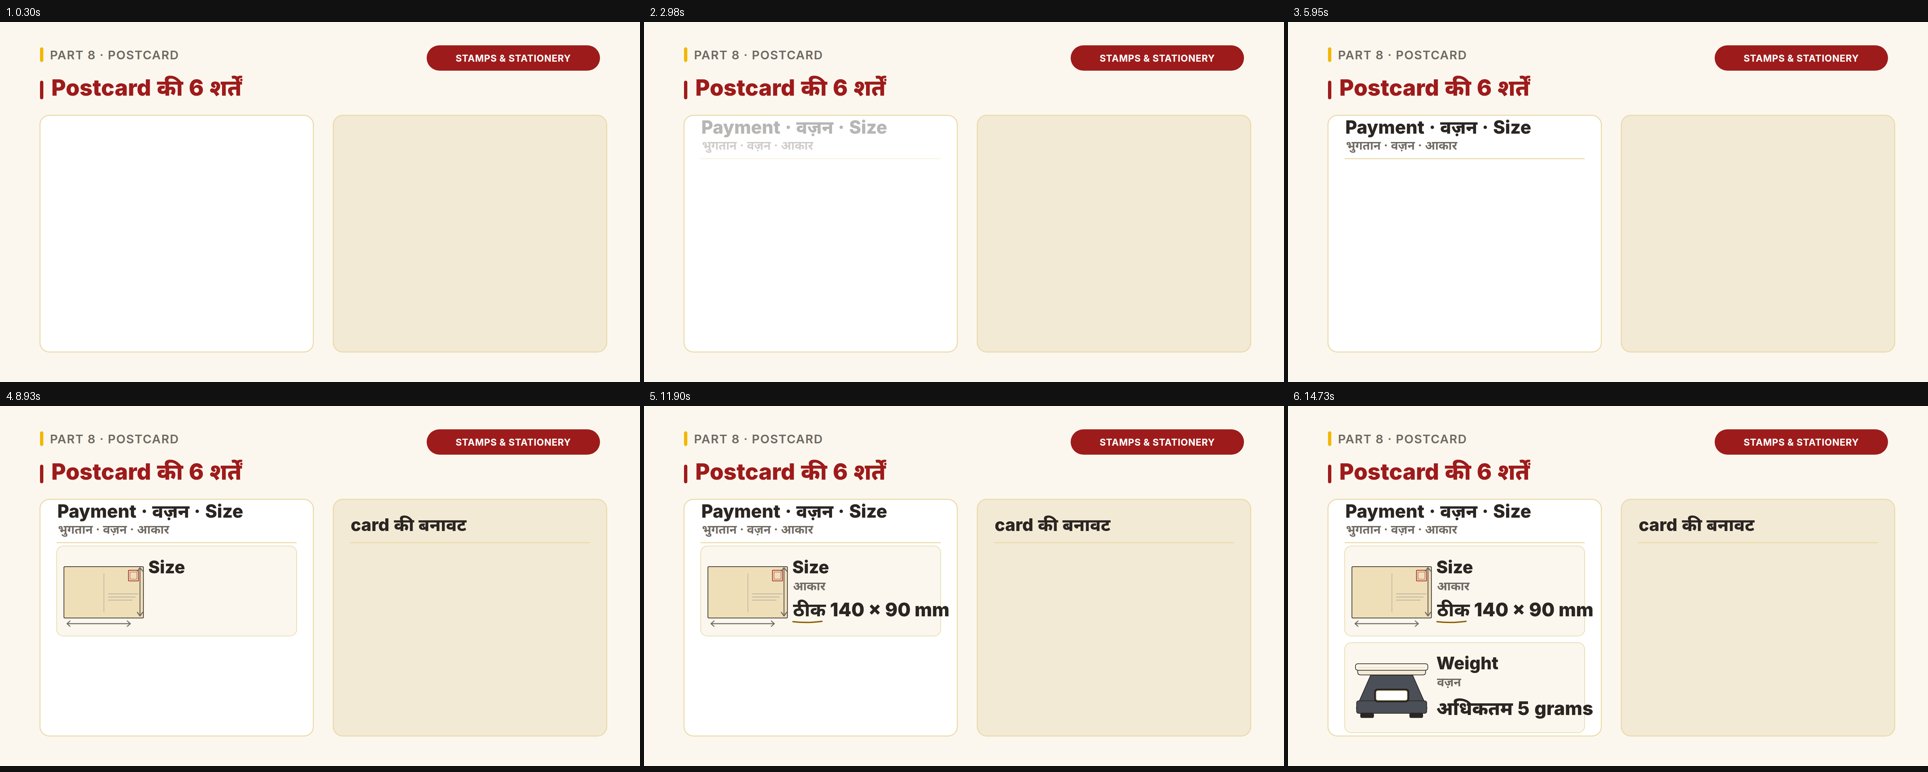 1. 0.30s
PART 8 · POSTCARD
STAMPS & STATIONERY
Postcard की 6 शर्तें
2. 2.98s
PART 8 · POSTCARD
STAMPS & STATIONERY
Postcard की 6 शर्तें
Payment · वज़न · Size
भुगतान · वज़न · आकार
3. 5.95s
PART 8 · POSTCARD
STAMPS & STATIONERY
Postcard की 6 शर्तें
Payment · वज़न · Size
भुगतान · वज़न · आकार
4. 8.93s
PART 8 · POSTCARD
STAMPS & STATIONERY
Postcard की 6 शर्तें
Payment · वज़न · Size
भुगतान · वज़न · आकार
Size
card की बनावट
5. 11.90s
PART 8 · POSTCARD
STAMPS & STATIONERY
Postcard की 6 शर्तें
Payment · वज़न · Size
भुगतान · वज़न · आकार
Size
आकार
ठीक 140 × 90 mm
card की बनावट
6. 14.73s
PART 8 · POSTCARD
STAMPS & STATIONERY
Postcard की 6 शर्तें
Payment · वज़न · Size
भुगतान · वज़न · आकार
Size
आकार
ठीक 140 × 90 mm
Weight
वज़न
अधिकतम 5 grams
card की बनावट